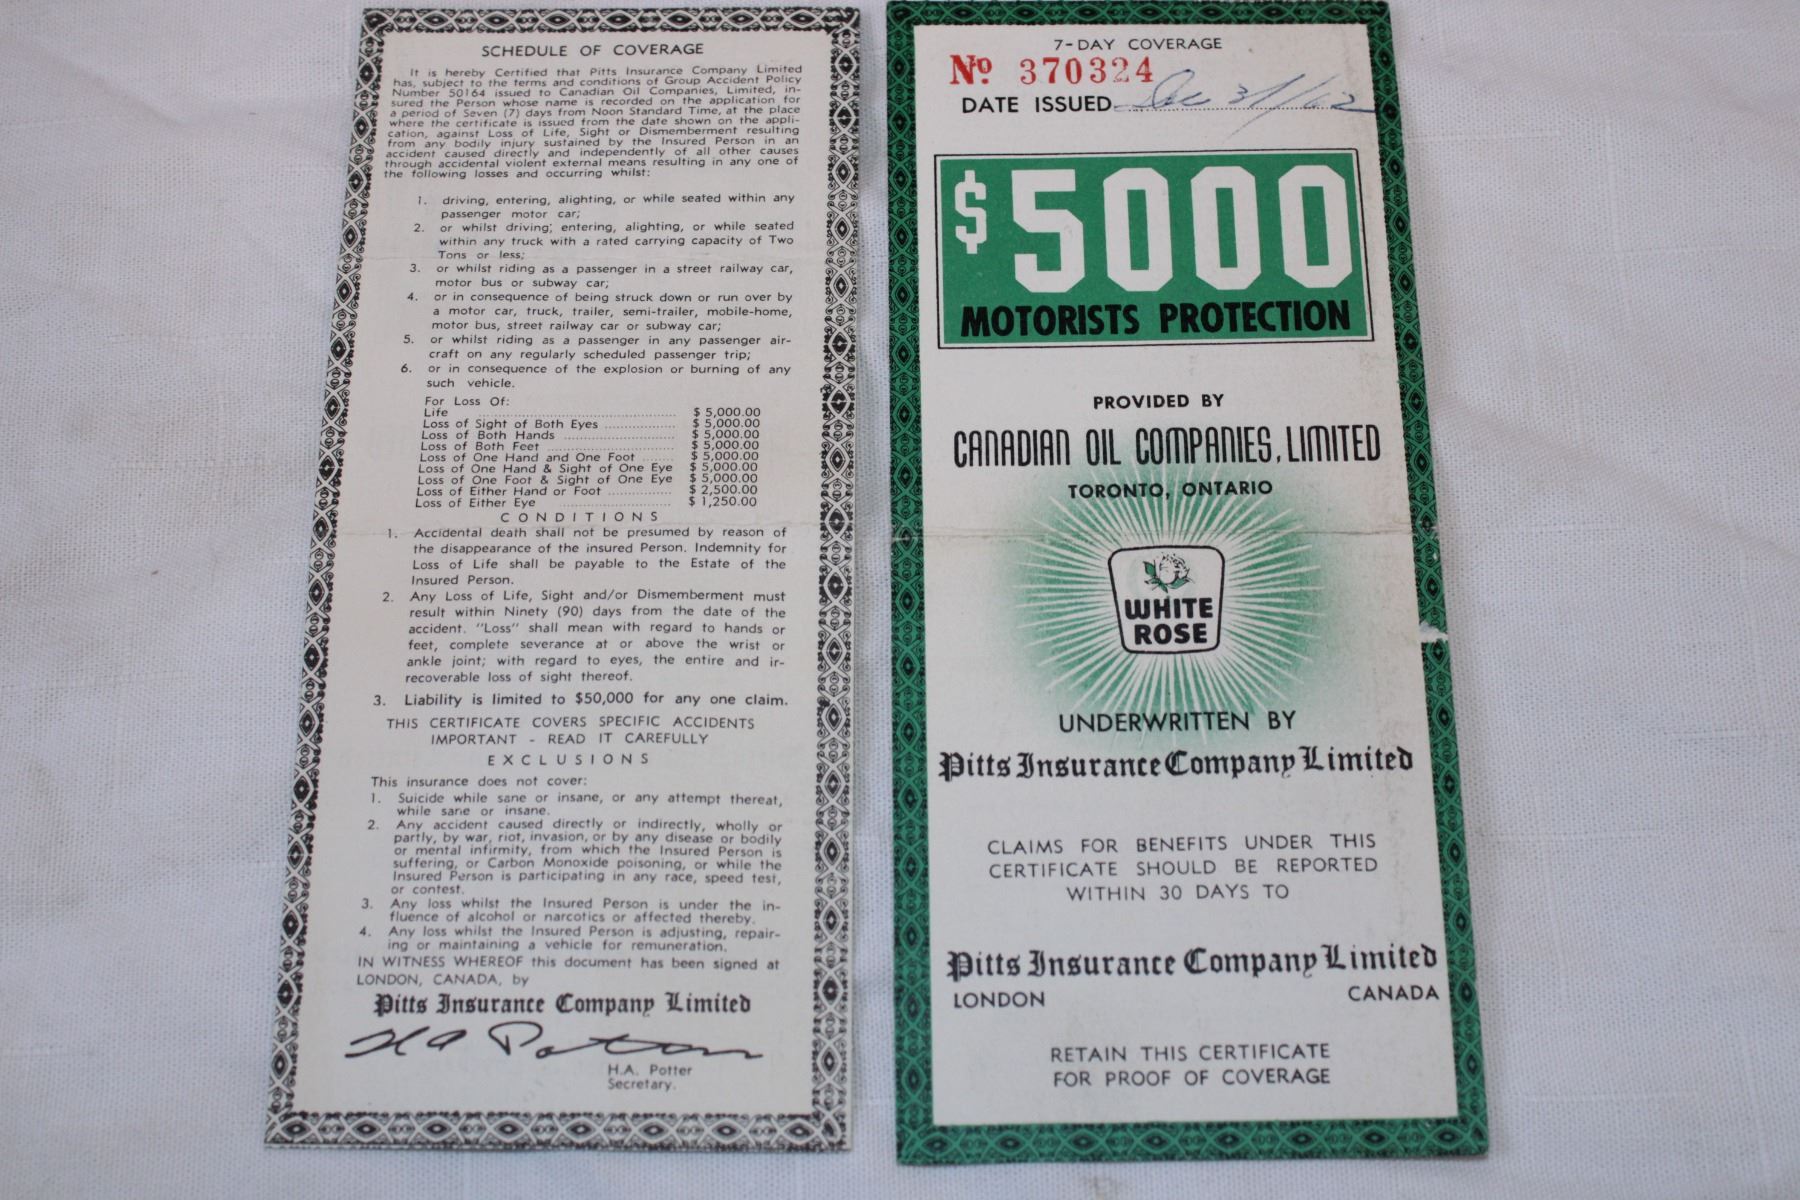 SCHEDULE OF COVERAGE
It is hereby Certified that Pitts Insurance Company Limited
has, subject to the terms and conditions of Group Accident Policy
Number 50164 issued to Canadian Oil Companies, Limited, in-
sured the Person whose name is recorded on the application for
a period of Seven (7) days from Noon Standard Time, at the place
where the certificate is issued from the date shown on the appli-
cation, against Loss of Life, Sight or Dismemberment resulting
from any bodily injury sustained by the Insured Person in an
accident caused directly and independently of all other causes
through accidental violent external means resulting in any one of
the following losses and occurring whilst:
1. driving, entering, alighting, or while seated within any
passenger motor car;
2. or whilst driving, entering, alighting, or while seated
within any truck with a rated carrying capacity of Two
Tons or less;
3. or whilst riding as a passenger in a street railway car,
motor bus or subway car;
4. or in consequence of being struck down or run over by
a motor car, truck, trailer, semi-trailer, mobile-home,
motor bus, street railway car or subway car;
5. or whilst riding as a passenger in any passenger air-
craft on any regularly scheduled passenger trip;
6. or in consequence of the explosion or burning of any
such vehicle.
For Loss Of:
Life $ 5,000.00
Loss of Sight of Both Eyes $ 5,000.00
Loss of Both Hands $ 5,000.00
Loss of Both Feet $ 5,000.00
Loss of One Hand and One Foot $ 5,000.00
Loss of One Hand & Sight of One Eye $ 5,000.00
Loss of One Foot & Sight of One Eye $ 5,000.00
Loss of Either Hand or Foot $ 2,500.00
Loss of Either Eye $ 1,250.00
CONDITIONS
1. Accidental death shall not be presumed by reason of
the disappearance of the insured Person. Indemnity for
Loss of Life shall be payable to the Estate of the
Insured Person.
2. Any Loss of Life, Sight and/or Dismemberment must
result within Ninety (90) days from the date of the
accident. "Loss" shall mean with regard to hands or
feet, complete severance at or above the wrist or
ankle joint; with regard to eyes, the entire and ir-
recoverable loss of sight thereof.
3. Liability is limited to $50,000 for any one claim.
THIS CERTIFICATE COVERS SPECIFIC ACCIDENTS
IMPORTANT - READ IT CAREFULLY
EXCLUSIONS
This insurance does not cover:
1. Suicide while sane or insane, or any attempt thereat,
while sane or insane.
2. Any accident caused directly or indirectly, wholly or
partly, by war, riot, invasion, or by any disease or bodily
or mental infirmity, from which the Insured Person is
suffering, or Carbon Monoxide poisoning, or while the
Insured Person is participating in any race, speed test,
or contest.
3. Any loss whilst the Insured Person is under the in-
fluence of alcohol or narcotics or affected thereby.
4. Any loss whilst the Insured Person is adjusting, repair-
ing or maintaining a vehicle for remuneration.
IN WITNESS WHEREOF this document has been signed at
LONDON, CANADA, by
Pitts Insurance Company Limited
H A Potter
H.A. Potter
Secretary.
7-DAY COVERAGE
No 370324
DATE ISSUED Dec 31/62
$5000
MOTORISTS PROTECTION
PROVIDED BY
CANADIAN OIL COMPANIES, LIMITED
TORONTO, ONTARIO
WHITE
ROSE
UNDERWRITTEN BY
Pitts Insurance Company Limited
CLAIMS FOR BENEFITS UNDER THIS
CERTIFICATE SHOULD BE REPORTED
WITHIN 30 DAYS TO
Pitts Insurance Company Limited
LONDON CANADA
RETAIN THIS CERTIFICATE
FOR PROOF OF COVERAGE